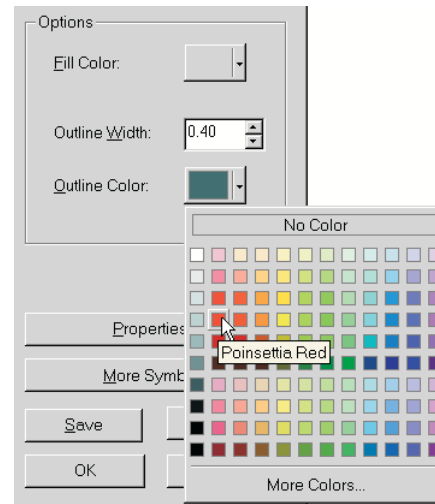 Options
Fill Color:
Outline Width:
0.40
Outline Color:
No Color
Properties
Poinsettia Red
More Symb
Save
OK
More Colors...